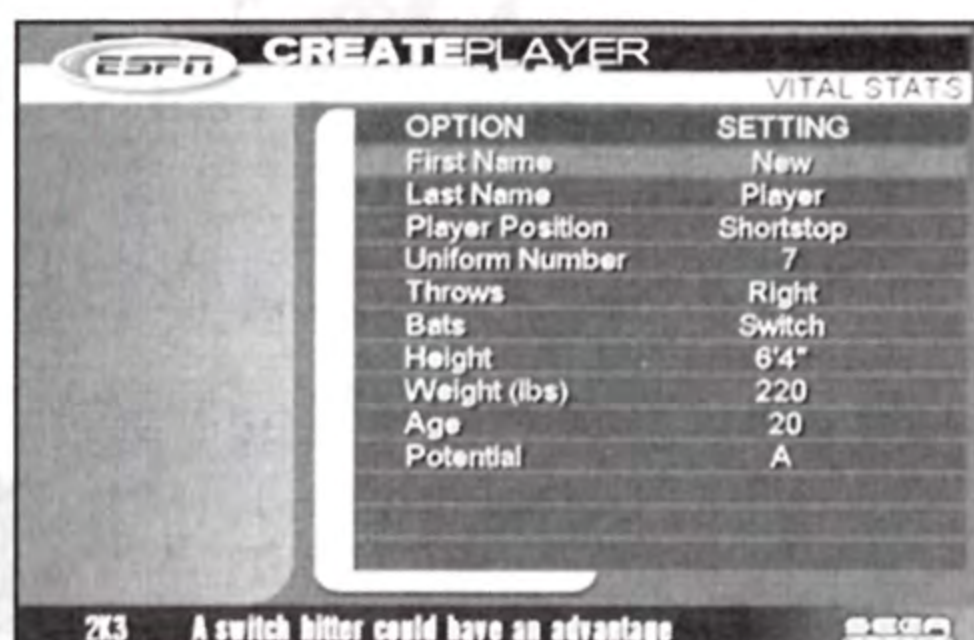 ESPN CREATEPLAYER
VITAL STATS
OPTION SETTING
First Name New
Last Name Player
Player Position Shortstop
Uniform Number 7
Throws Right
Bats Switch
Height 6'4"
Weight (lbs) 220
Age 20
Potential A
2K3 A switch hitter could have an advantage SEGA